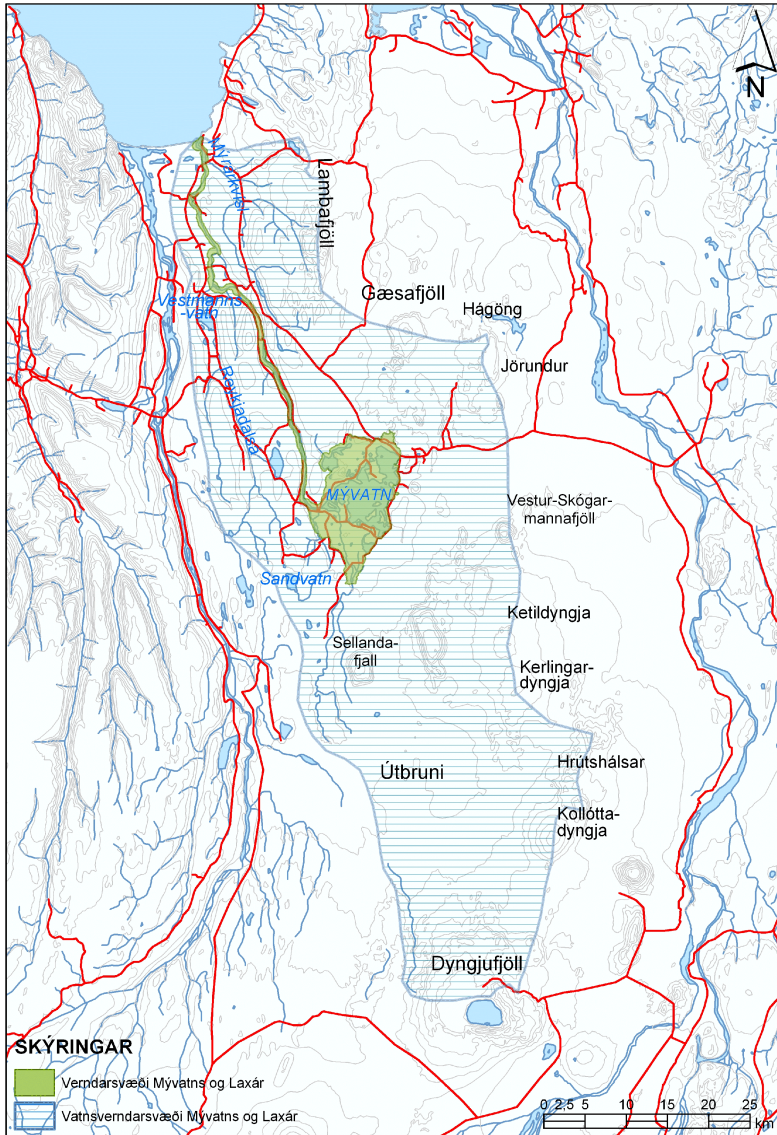 N
Mýrarkvísl
Lambafjöll
Gæsafjöll
Vestmanns
-vatn
Hágöng
Jörundur
Reykjadalsá
MÝVATN
Vestur-Skógar-
mannafjöll
Sandvatn
Ketildyngja
Sellanda-
fjall
Kerlingar-
dyngja
Útbruni
Hrútshálsar
Kollótta-
dyngja
Dyngjufjöll
SKÝRINGAR
Verndarsvæði Mývatns og Laxár
Vatnsverndarsvæði Mývatns og Laxár
0 2,5 5 10 15 20 25
km